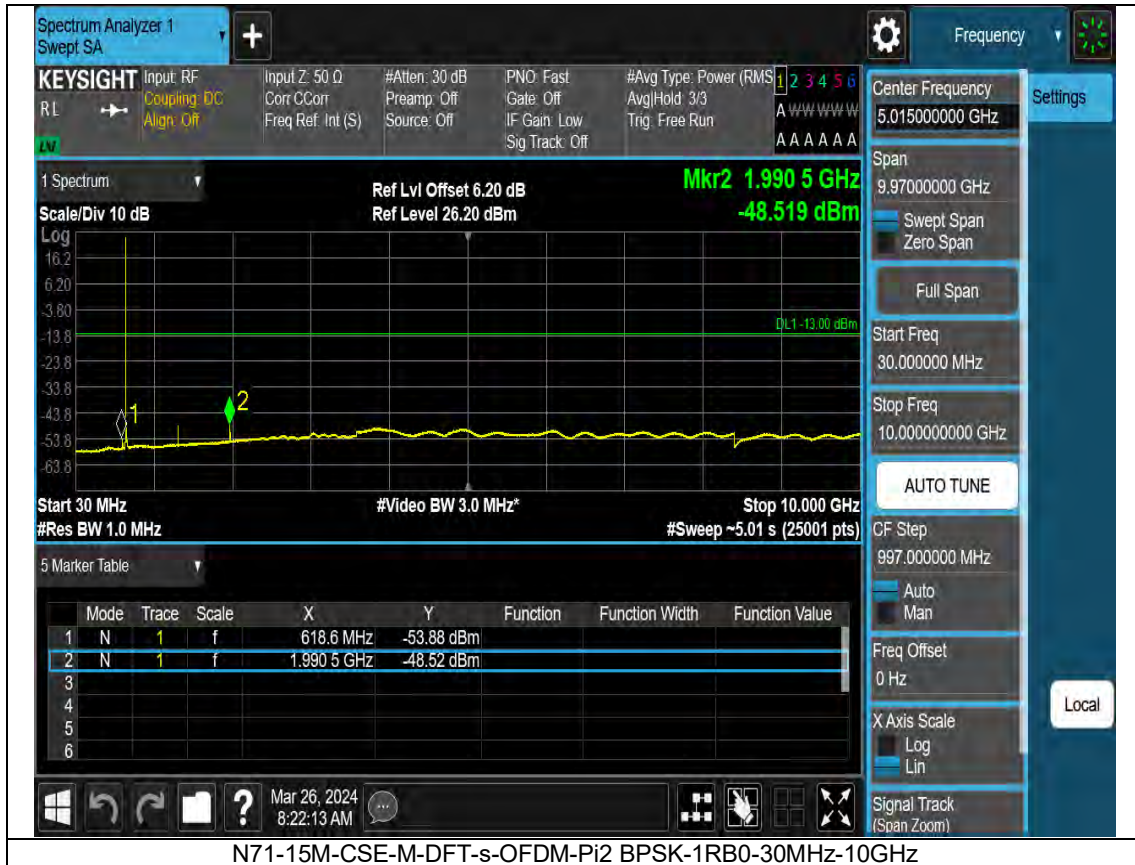 Spectrum Analyzer 1
Swept SA
Frequency
KEYSIGHT
RL
LXI
Input: RF
Coupling: DC
Align: Off
Input Z: 50 Ω
Corr CCorr
Freq Ref: Int (S)
#Atten: 30 dB
Preamp: Off
Source: Off
PNO: Fast
Gate: Off
IF Gain: Low
Sig Track: Off
#Avg Type: Power (RMS
Avg|Hold: 3/3
Trig: Free Run
1 2 3 4 5 6
A W W W W W
A A A A A A
1 Spectrum
Scale/Div 10 dB
Ref Lvl Offset 6.20 dB
Ref Level 26.20 dBm
Mkr2 1.990 5 GHz
-48.519 dBm
Log
16.2
6.20
-3.80
-13.8
-23.8
-33.8
-43.8
-53.8
-63.8
DL1 -13.00 dBm
1
2
Start 30 MHz
#Res BW 1.0 MHz
#Video BW 3.0 MHz*
Stop 10.000 GHz
#Sweep ~5.01 s (25001 pts)
5 Marker Table
Mode Trace Scale X Y Function Function Width Function Value
1 N 1 f 618.6 MHz -53.88 dBm
2 N 1 f 1.990 5 GHz -48.52 dBm
3
4
5
6
Mar 26, 2024
8:22:13 AM
Center Frequency
5.015000000 GHz
Settings
Span
9.97000000 GHz
Swept Span
Zero Span
Full Span
Start Freq
30.000000 MHz
Stop Freq
10.000000000 GHz
AUTO TUNE
CF Step
997.000000 MHz
Auto
Man
Freq Offset
0 Hz
X Axis Scale
Log
Lin
Local
Signal Track
(Span Zoom)
N71-15M-CSE-M-DFT-s-OFDM-Pi2 BPSK-1RB0-30MHz-10GHz